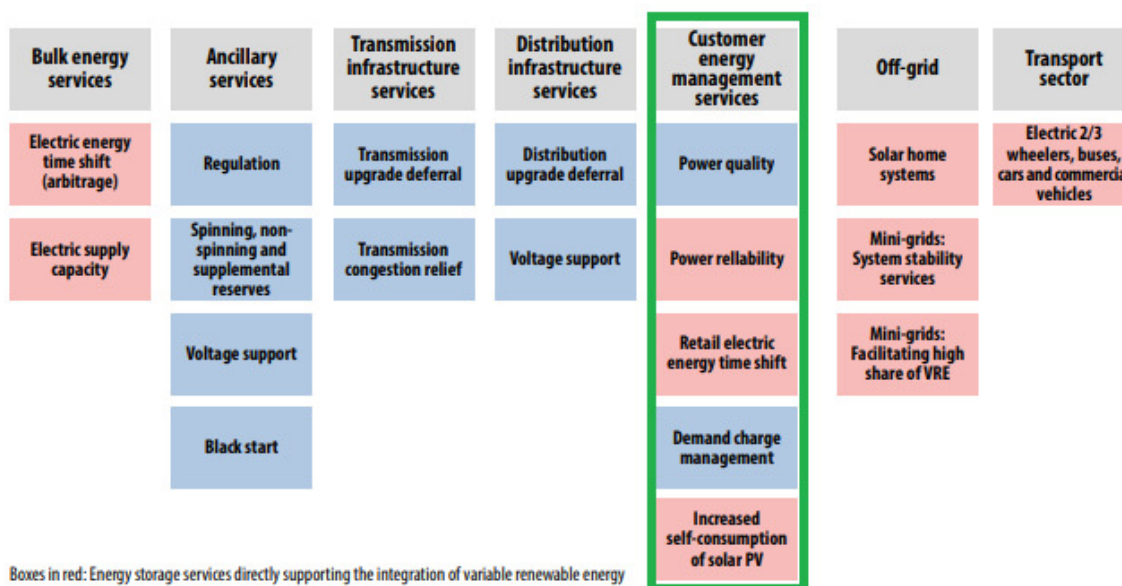 Bulk energy
services
Electric energy
time shift
(arbitrage)
Electric supply
capacity
Ancillary
services
Regulation
Spinning, non-
spinning and
supplemental
reserves
Voltage support
Black start
Transmission
infrastructure
services
Transmission
upgrade deferral
Transmission
congestion relief
Distribution
infrastructure
services
Distribution
upgrade deferral
Voltage support
Customer
energy
management
services
Power quality
Power rellability
Retail electric
energy time shift
Demand charge
management
Increased
self-consumption
of solar PV
Off-grid
Solar home
systems
Mini-grids:
System stability
services
Mini-grids:
Facilitating high
share of VRE
Transport
sector
Electric 2/3
wheelers, buses,
cars and commercia
vehicles
Boxes in red: Energy storage services directly supporting the integration of variable renewable energy